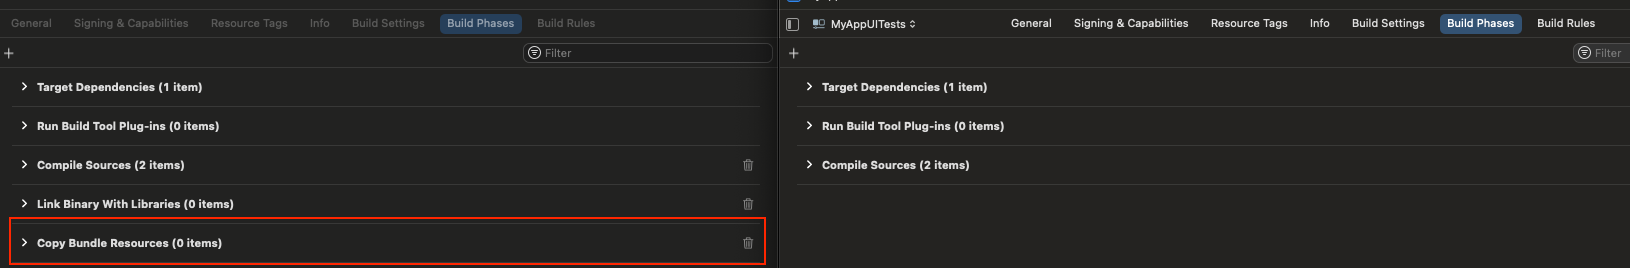 General Signing & Capabilities Resource Tags Info Build Settings Build Phases Build Rules
Filter
Target Dependencies (1 item)
Run Build Tool Plug-ins (0 items)
Compile Sources (2 items)
Link Binary With Libraries (0 items)
Copy Bundle Resources (0 items)
MyAppUITests General Signing & Capabilities Resource Tags Info Build Settings Build Phases Build Rules
Filter
Target Dependencies (1 item)
Run Build Tool Plug-ins (0 items)
Compile Sources (2 items)